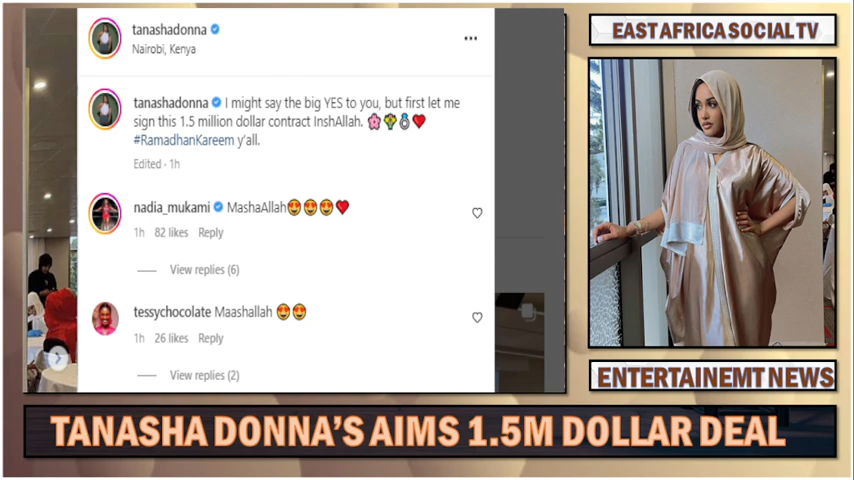 tanashadonna
Nairobi, Kenya
tanashadonna I might say the big YES to you, but first let me
sign this 1.5 million dollar contract InshAllah. 🌸💐💍❤️
#RamadhanKareem y'all.
Edited · 1h
nadia_mukami MashaAllah😍😍😍❤️
1h 82 likes Reply
View replies (6)
tessychocolate Maashallah 😍😍
1h 26 likes Reply
View replies (2)
EAST AFRICA SOCIAL TV
ENTERTAINEMT NEWS
TANASHA DONNA'S AIMS 1.5M DOLLAR DEAL